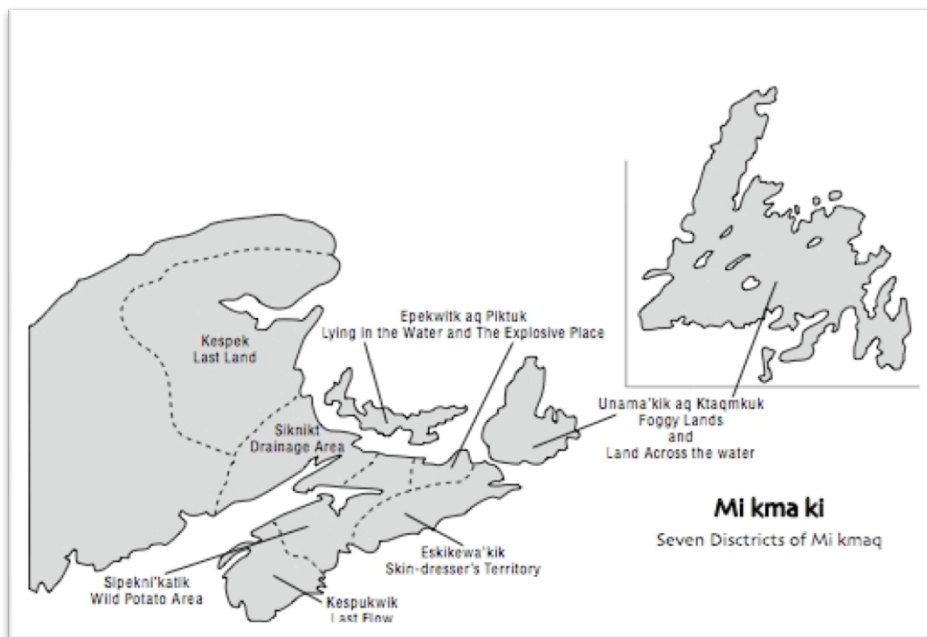 Epekwitk aq Piktuk
Lying in the Water and The Explosive Place
Kespek
Last Land
Unama'kik aq Ktaqmkuk
Foggy Lands
and
Land Across the water
Siknikt
Drainage Area
Mi kma ki
Seven Disctricts of Mi kmaq
Eskikewa'kik
Skin-dresser's Territory
Sipekni'katik
Wild Potato Area
Kespukwik
Last Flow